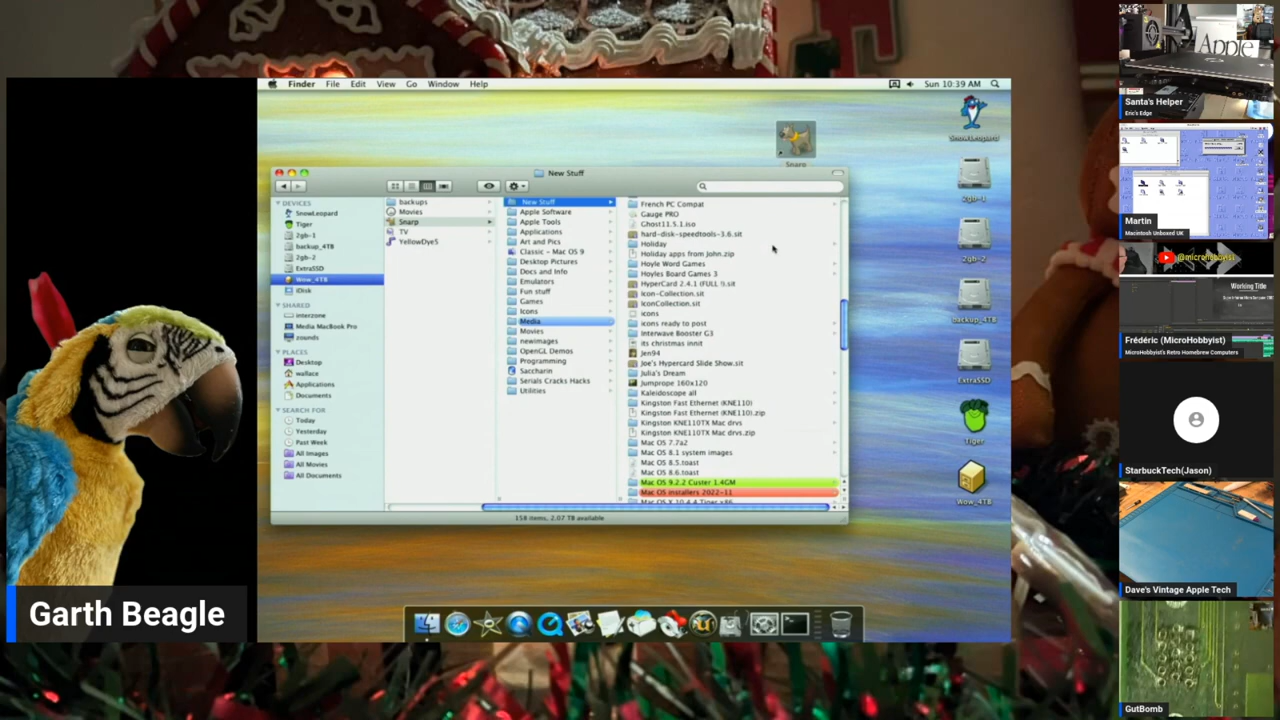 Finder File Edit View Go Window Help
Sun 10:39 AM
SnowLeopard
2gb-1
2gb-2
backup_4TB
ExtraSSD
Tiger
Wow_4TB
Snarp
New Stuff
DEVICES
SnowLeopard
Tiger
2gb-1
backup_4TB
2gb-2
ExtraSSD
Wow_4TB
iDisk
SHARED
interzone
Media MacBook Pro
zounds
PLACES
Desktop
wallace
Applications
Documents
SEARCH FOR
Today
Yesterday
Past Week
All Images
All Movies
All Documents
backups
Movies
Snarp
TV
YellowDye5
New Stuff
Apple Software
Apple Tools
Applications
Art and Pics
Classic - Mac OS 9
Desktop Pictures
Docs and Info
Emulators
Fun stuff
Games
Icons
Media
Movies
newimages
OpenGL Demos
Programming
Saccharin
Serials Cracks Hacks
Utilities
French PC Compat
Gauge PRO
Ghost11.5.1.iso
hard-disk-speedtools-3.6.sit
Holiday
Holiday apps from John.zip
Hoyle Word Games
Hoyles Board Games 3
HyperCard 2.4.1 (FULL !).sit
Icon-Collection.sit
IconCollection.sit
icons
icons ready to post
Interwave Booster G3
its christmas innit
Jen94
Joe's Hypercard Slide Show.sit
Julia's Dream
Jumprope 160x120
Kaleidoscope all
Kingston Fast Ethernet (KNE110)
Kingston Fast Ethernet (KNE110).zip
Kingston KNE110TX Mac drvs
Kingston KNE110TX Mac drvs.zip
Mac OS 7.7a2
Mac OS 8.1 system images
Mac OS 8.5.toast
Mac OS 8.6.toast
Mac OS 9.2.2 Custer 1.4GM
Mac OS installers 2022-11
Mac OS X 10.4.4 Tiger x86
158 items, 2.07 TB available
Garth Beagle
Apple
Santa's Helper
Eric's Edge
Martin
Macintosh Unboxed UK
@microhobbyist
Working Title
Frédéric (MicroHobbyist)
MicroHobbyist's Retro Homebrew Computers
StarbuckTech(Jason)
Dave's Vintage Apple Tech
GutBomb